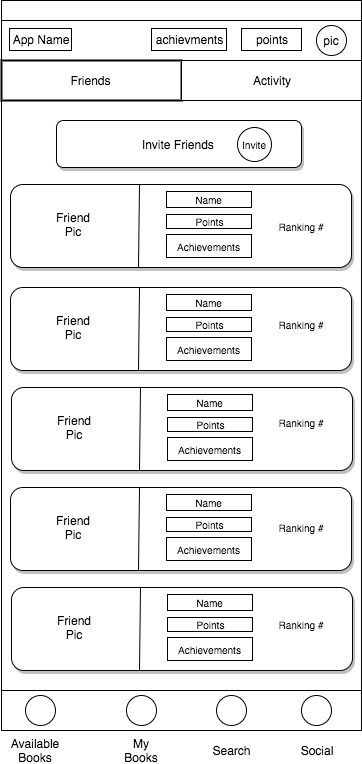 App Name achievments points pic
Friends Activity
Invite Friends Invite
Friend
Pic
Name
Points
Achievements
Ranking #
Friend
Pic
Name
Points
Achievements
Ranking #
Friend
Pic
Name
Points
Achievements
Ranking #
Friend
Pic
Name
Points
Achievements
Ranking #
Friend
Pic
Name
Points
Achievements
Ranking #
Available
Books
My
Books
Search
Social